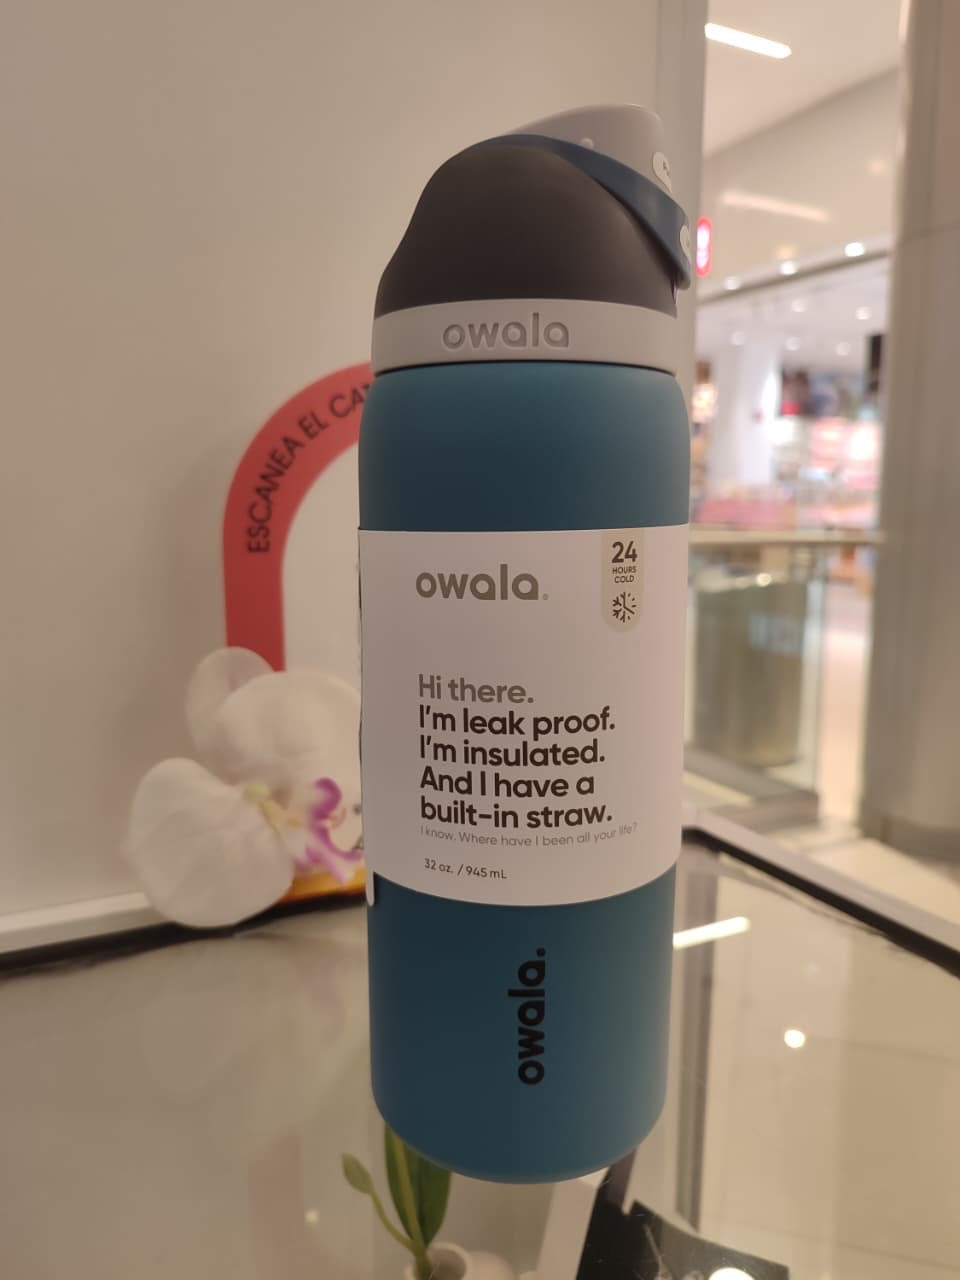 owala
ESCANEA EL
owala.
24
HOURS
COLD
Hi there.
I'm leak proof.
I'm insulated.
And I have a
built-in straw.
I know. Where have I been all your life?
32 oz. / 945 mL
owala.